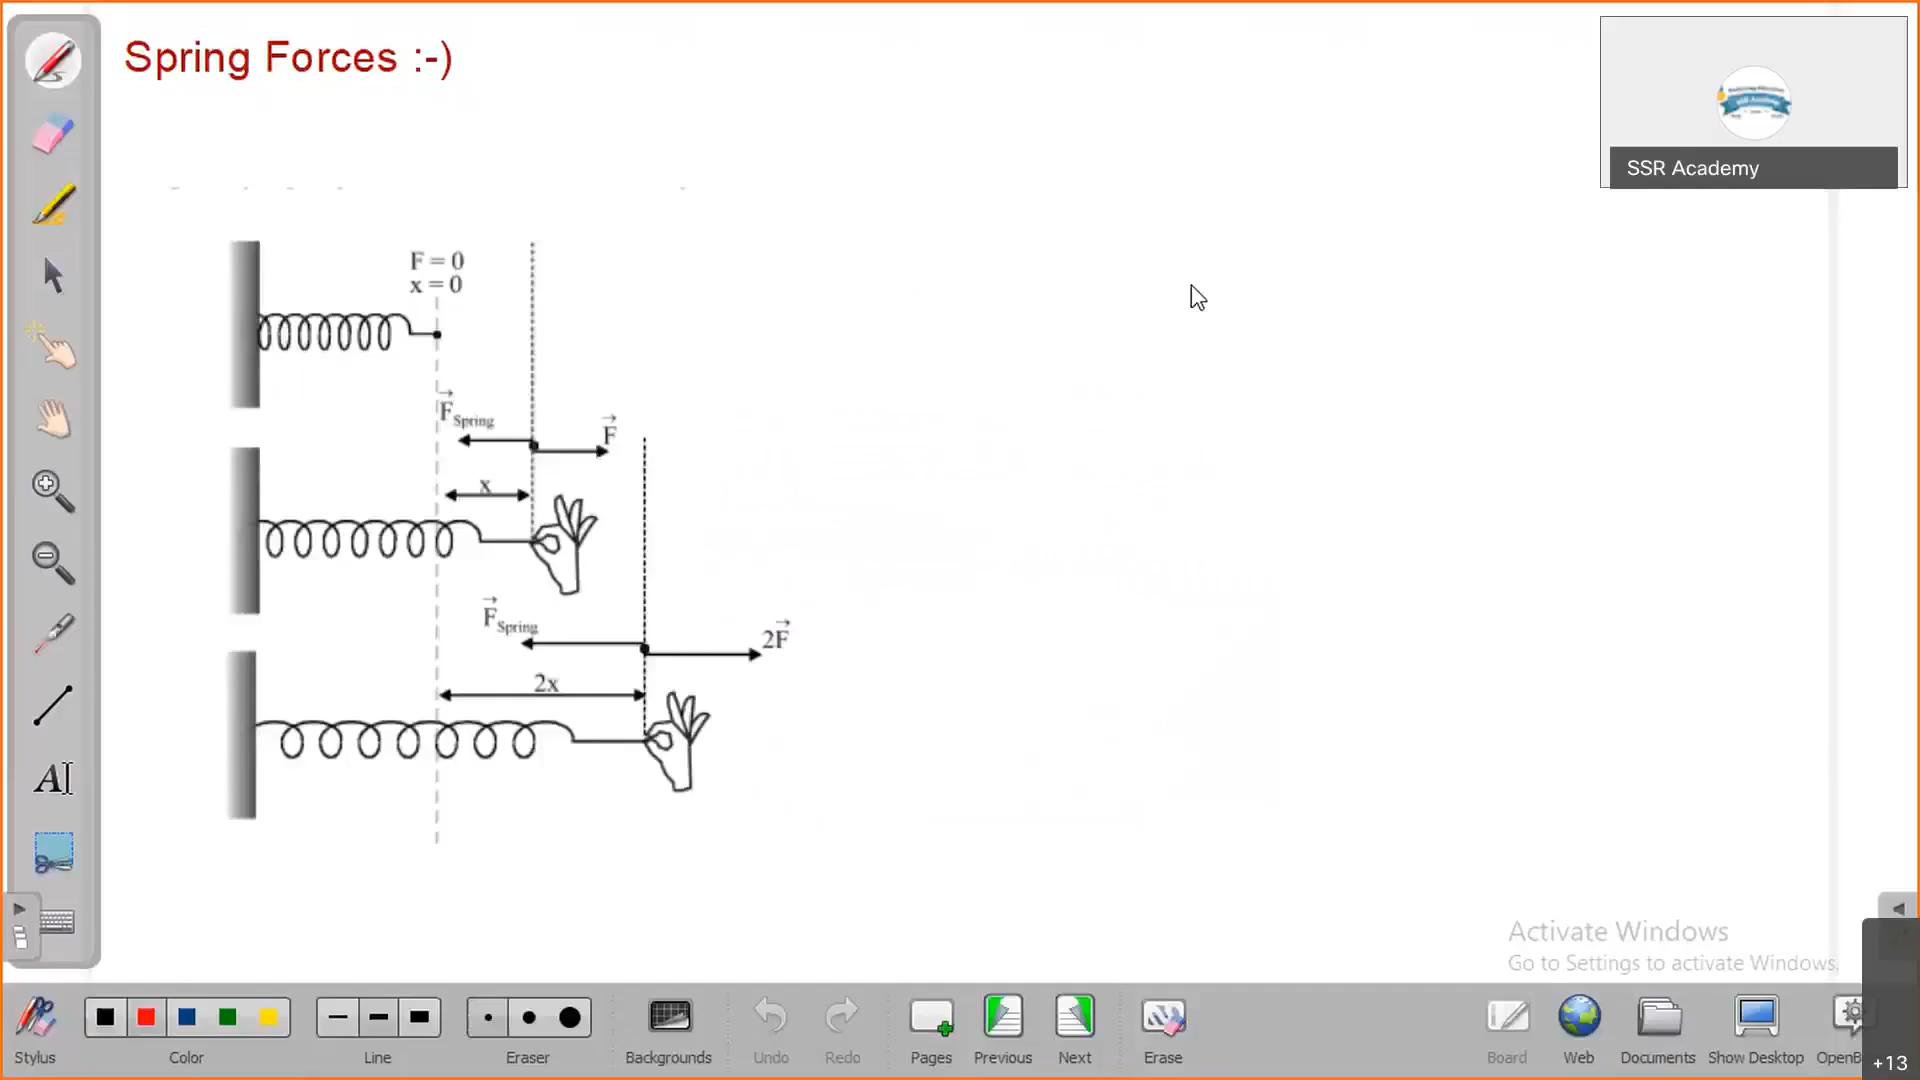 Spring Forces :-)
SSR Academy
F = 0
x = 0
F Spring
F
x
F Spring
2F
2x
A
Activate Windows
Go to Settings to activate Windows.
Stylus
Color
Line
Eraser
Backgrounds
Undo
Redo
Pages
Previous
Next
Erase
Board
Web
Documents
Show Desktop
+13